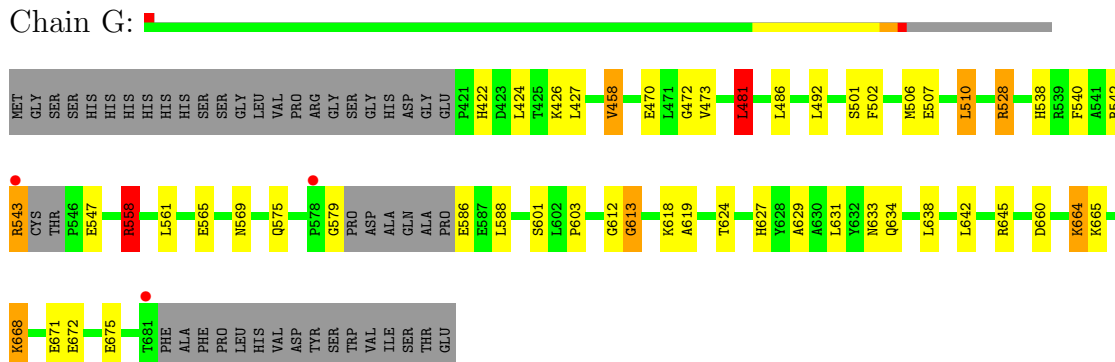 Chain G:
MET GLY SER SER HIS HIS HIS HIS HIS HIS SER SER GLY LEU VAL PRO ARG GLY SER GLY HIS ASP GLY GLU P421 H422 D423 L424 T425 K426 L427 V458 E470 L471 G472 V473 L481 L486 L492 S501 F502 M506 E507 L510 R528 H538 R539 F540 A541 R542
R543 CYS THR P546 E547 R558 L561 E565 N569 Q575 P578 G579 PRO ASP ALA GLN ALA PRO E586 E587 L588 S601 L602 P603 G612 G613 K618 A619 T624 H627 Y628 A629 A630 L631 Y632 N633 Q634 L638 L642 R645 D660 K664 K665
K668 E671 E672 E675 T681 PHE ALA PHE PRO LEU HIS VAL ASP TYR SER TRP VAL ILE SER THR GLU